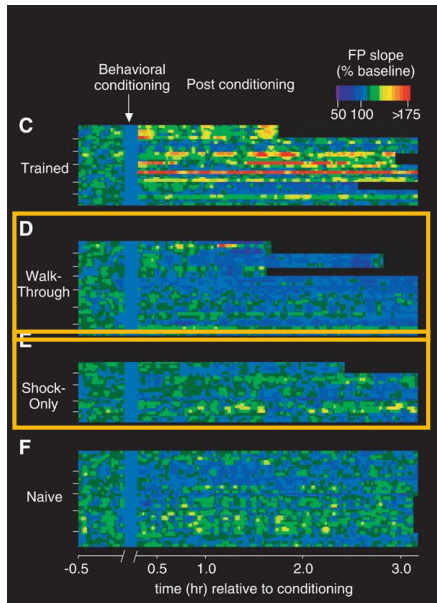 Behavioral
conditioning
Post conditioning
FP slope
(% baseline)
50 100 >175
C
Trained
D
Walk-
Through
E
Shock-
Only
F
Naive
-0.5 0.5 1.0 2.0 3.0
time (hr) relative to conditioning